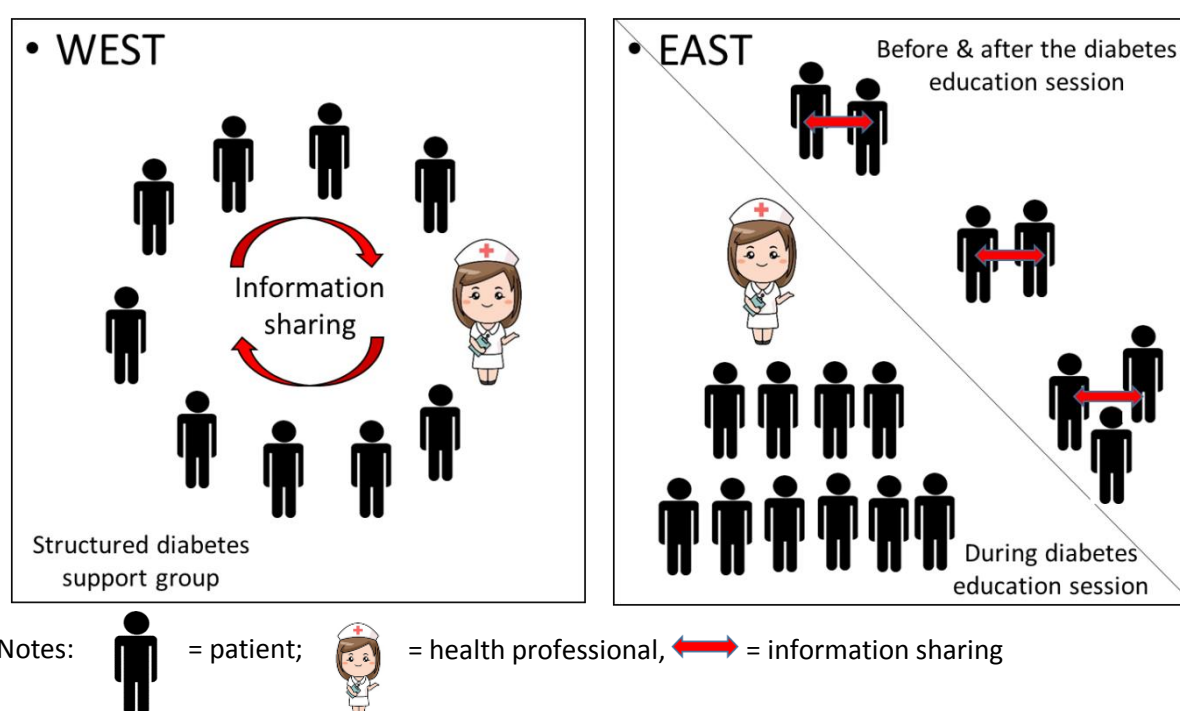 • WEST
Information
sharing
Structured diabetes
support group
• EAST
Before & after the diabetes
education session
During diabetes
education session
Notes: = patient; = health professional, = information sharing